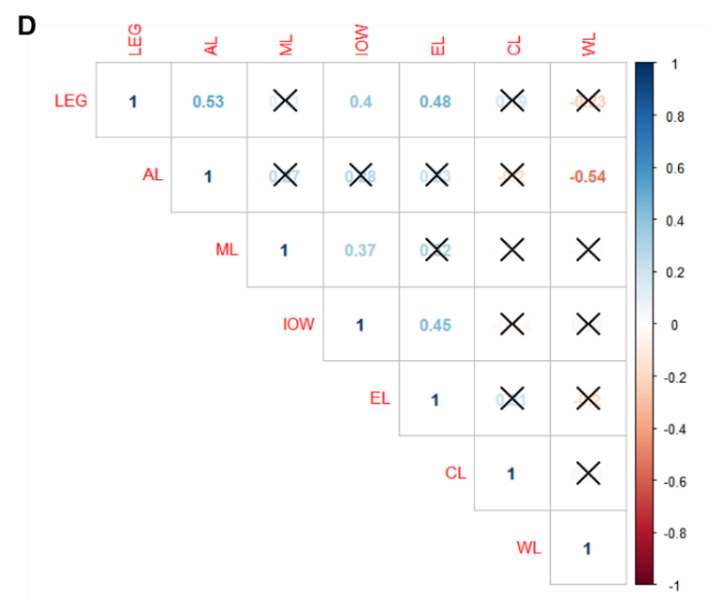 D
LEG AL ML IOW EL CL WL
LEG 1 0.53 0.4 0.48
AL 1 -0.54
ML 1 0.37
IOW 1 0.45
EL 1
CL 1
WL 1
1
0.8
0.6
0.4
0.2
0
-0.2
-0.4
-0.6
-0.8
-1